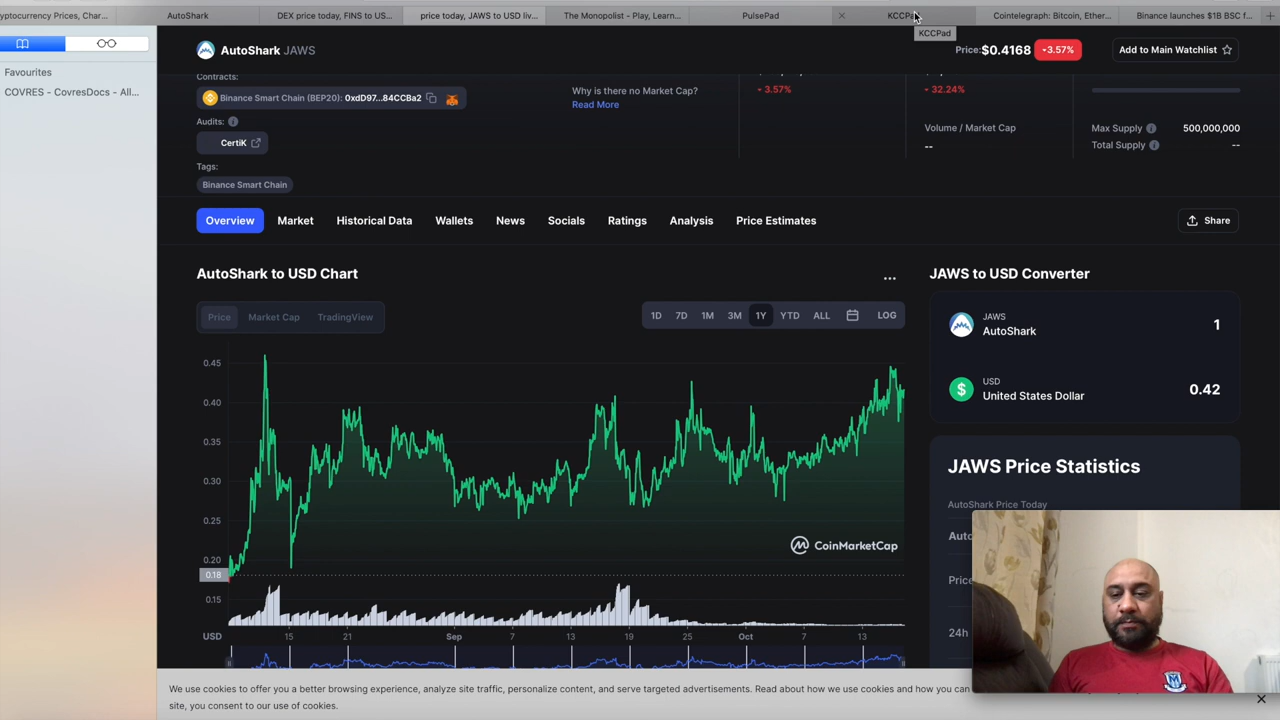 ryptocurrency Prices, Char...
AutoShark
DEX price today, FINS to US...
price today, JAWS to USD liv...
The Monopolist - Play, Learn...
PulsePad
KCCPad
Cointelegraph: Bitcoin, Ether...
Binance launches $1B BSC f...
KCCPad
Favourites
COVRES - CovresDocs - All...
AutoShark JAWS
Price: $0.4168 -3.57%
Add to Main Watchlist
Contracts:
Binance Smart Chain (BEP20): 0xdD97...84CCBa2
Audits:
CertiK
Tags:
Binance Smart Chain
Why is there no Market Cap?
Read More
3.57%
32.24%
Volume / Market Cap
--
Max Supply 500,000,000
Total Supply --
Overview Market Historical Data Wallets News Socials Ratings Analysis Price Estimates
Share
AutoShark to USD Chart
...
Price Market Cap TradingView
1D 7D 1M 3M 1Y YTD ALL LOG
0.45
0.40
0.35
0.30
0.25
0.20
0.18
0.15
CoinMarketCap
USD 15 21 Sep 7 13 19 25 Oct 7 13
JAWS to USD Converter
JAWS
AutoShark 1
USD
United States Dollar 0.42
JAWS Price Statistics
AutoShark Price Today
Auto
Price
24h
We use cookies to offer you a better browsing experience, analyze site traffic, personalize content, and serve targeted advertisements. Read about how we use cookies and how you can
site, you consent to our use of cookies.